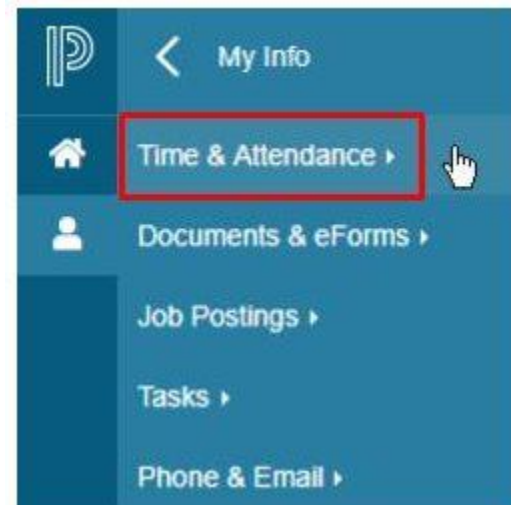 My Info
Time & Attendance
Documents & eForms
Job Postings
Tasks
Phone & Email